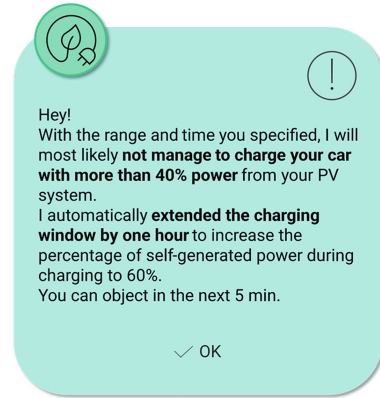 Hey!
With the range and time you specified, I will
most likely not manage to charge your car
with more than 40% power from your PV
system.
I automatically extended the charging
window by one hour to increase the
percentage of self-generated power during
charging to 60%.
You can object in the next 5 min.
OK